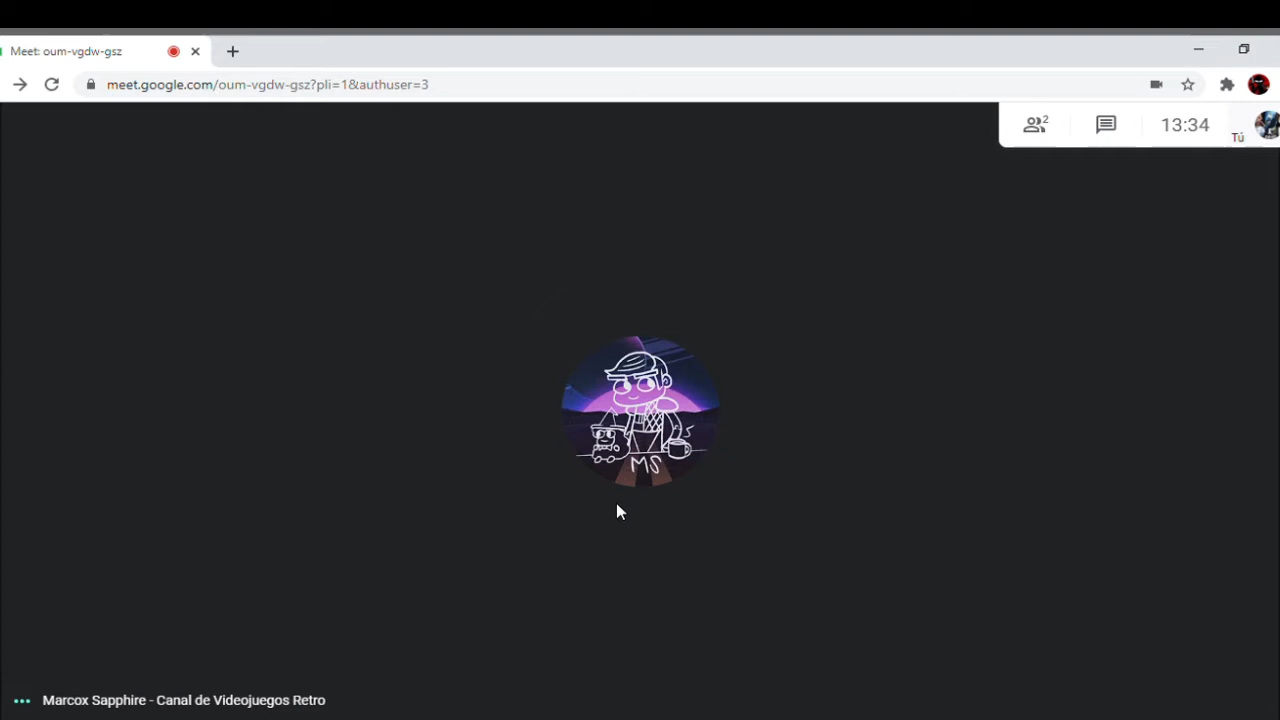 Meet: oum-vgdw-gsz
meet.google.com/oum-vgdw-gsz?pli=1&authuser=3
2
13:34
Tú
MS
Marcox Sapphire - Canal de Videojuegos Retro